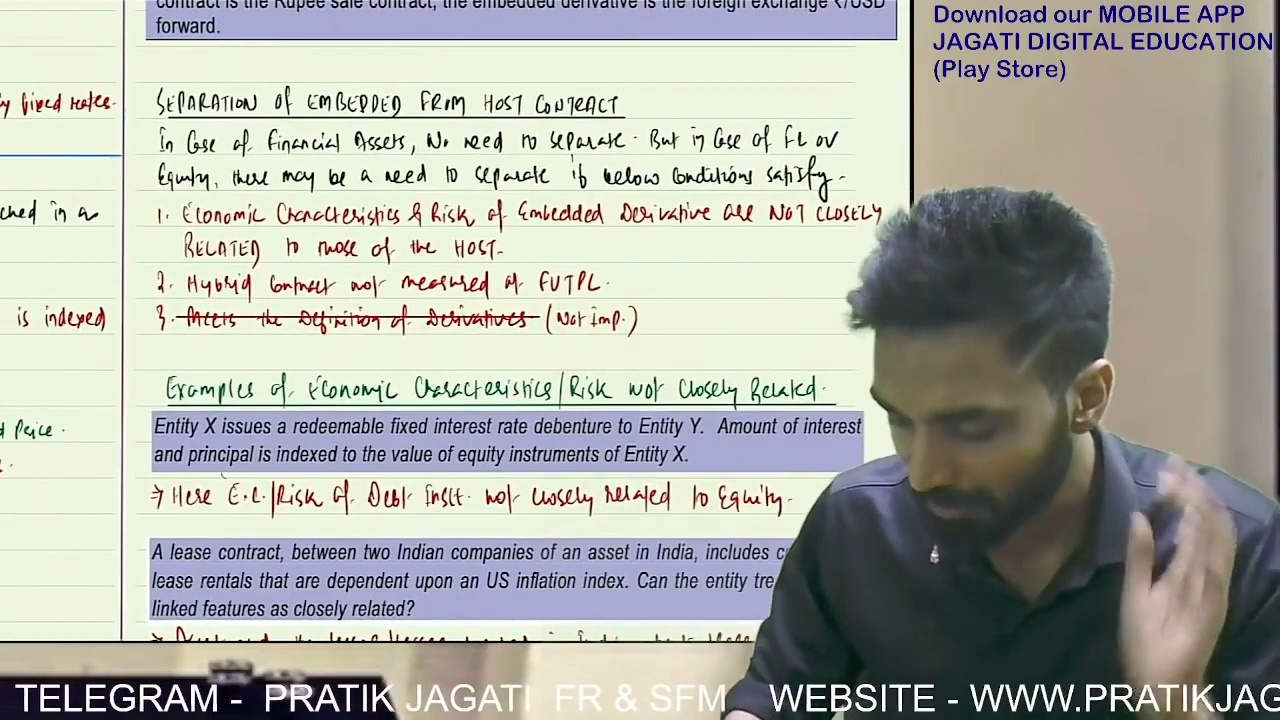 contract is the Rupee sale contract, the embedded derivative is the foreign exchange ₹/USD
forward.
Download our MOBILE APP
JAGATI DIGITAL EDUCATION
(Play Store)
y fixed rates.
SEPARATION OF EMBEDDED FROM HOST CONTRACT
In Case of Financial Assets, No need to separate. But in Case of FL or
Equity, there may be a need to separate if below conditions satisfy.
ched in a
1. Economic Characteristics & Risk of Embedded Derivative are NOT CLOSELY
RELATED to those of the HOST.
2. Hybrid Contract not measured at FVTPL.
is indexed
3. Meets the Definition of Derivatives (Not Imp.)
Examples of Economic Characteristics/Risk not Closely Related.
d Price.
Entity X issues a redeemable fixed interest rate debenture to Entity Y. Amount of interest
and principal is indexed to the value of equity instruments of Entity X.
→ Here E.C./Risk of Debt Instt. not closely related to Equity.
A lease contract, between two Indian companies of an asset in India, includes c
lease rentals that are dependent upon an US inflation index. Can the entity tre
linked features as closely related?
TELEGRAM - PRATIK JAGATI FR & SFM WEBSITE - WWW.PRATIKJAG